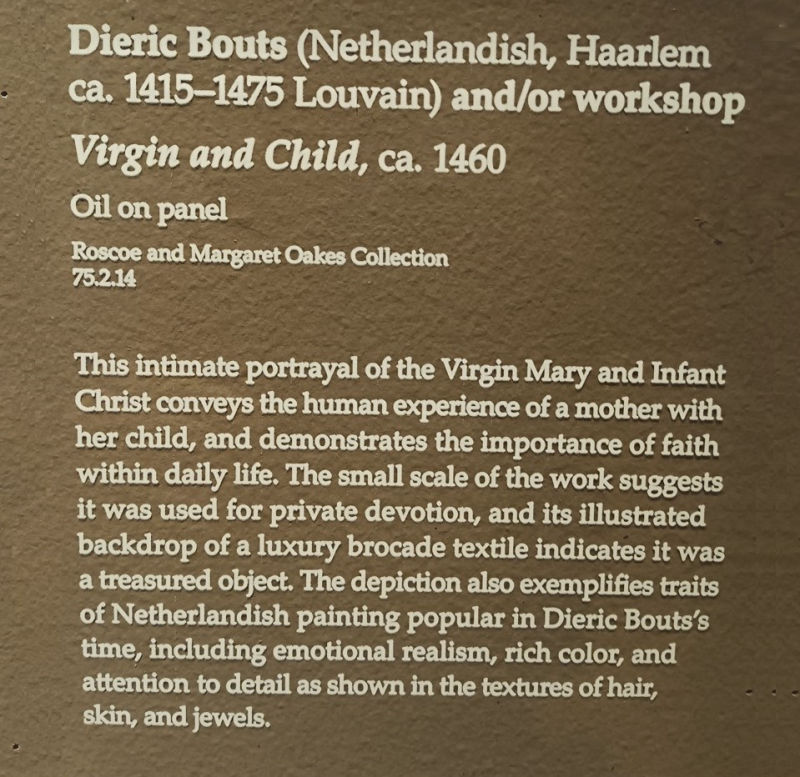 Dieric Bouts (Netherlandish, Haarlem
ca. 1415–1475 Louvain) and/or workshop
Virgin and Child, ca. 1460
Oil on panel
Roscoe and Margaret Oakes Collection
75.2.14
This intimate portrayal of the Virgin Mary and Infant
Christ conveys the human experience of a mother with
her child, and demonstrates the importance of faith
within daily life. The small scale of the work suggests
it was used for private devotion, and its illustrated
backdrop of a luxury brocade textile indicates it was
a treasured object. The depiction also exemplifies traits
of Netherlandish painting popular in Dieric Bouts’s
time, including emotional realism, rich color, and
attention to detail as shown in the textures of hair,
skin, and jewels.